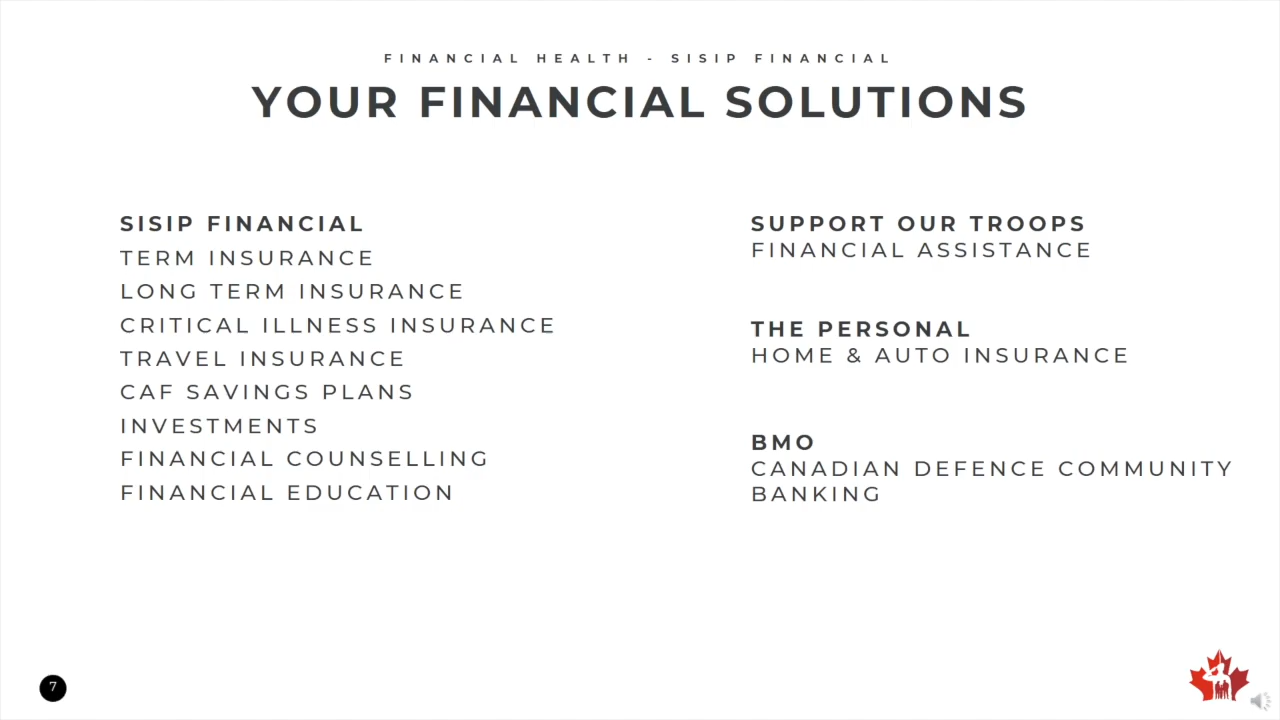 FINANCIAL HEALTH - SISIP FINANCIAL
YOUR FINANCIAL SOLUTIONS
SISIP FINANCIAL
TERM INSURANCE
LONG TERM INSURANCE
CRITICAL ILLNESS INSURANCE
TRAVEL INSURANCE
CAF SAVINGS PLANS
INVESTMENTS
FINANCIAL COUNSELLING
FINANCIAL EDUCATION
SUPPORT OUR TROOPS
FINANCIAL ASSISTANCE
THE PERSONAL
HOME & AUTO INSURANCE
BMO
CANADIAN DEFENCE COMMUNITY
BANKING
7